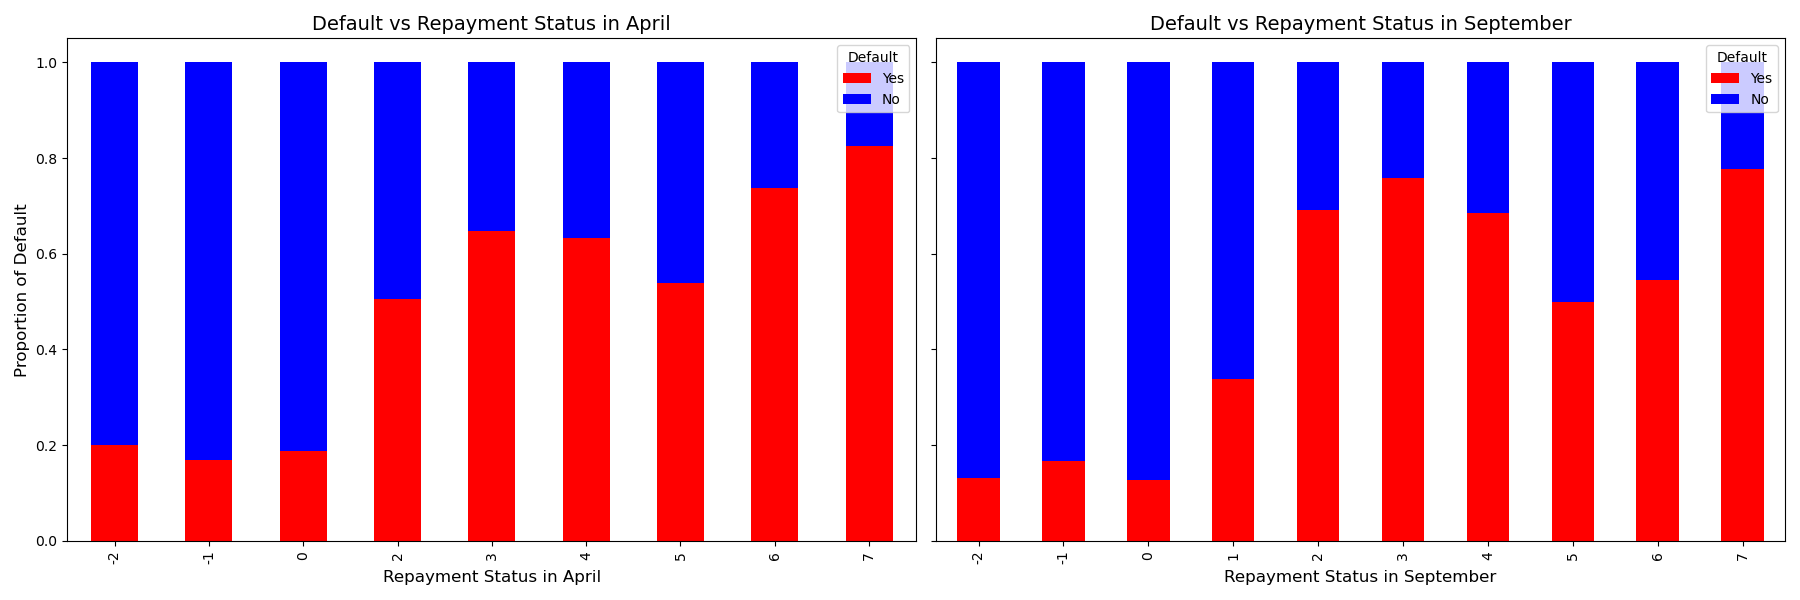 Default vs Repayment Status in April
Default
Yes
No
Proportion of Default
1.0
0.8
0.6
0.4
0.2
0.0
-2 -1 0 2 3 4 5 6 7
Repayment Status in April
Default vs Repayment Status in September
Default
Yes
No
-2 -1 0 1 2 3 4 5 6 7
Repayment Status in September